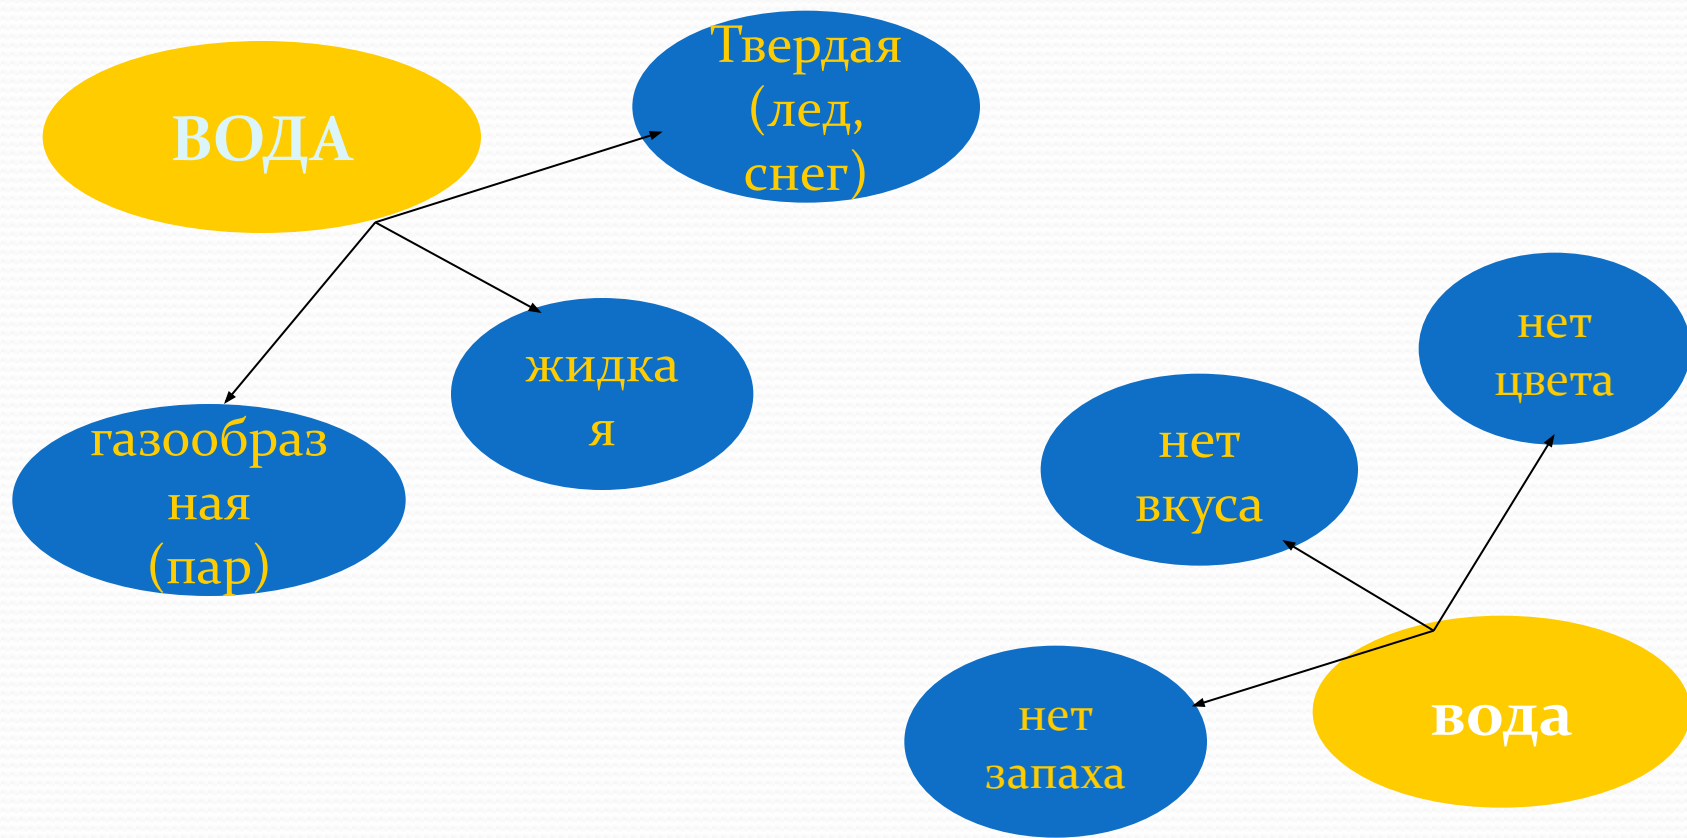 ВОДА
Твердая
(лед,
снег)
жидка
я
газообраз
ная
(пар)
нет
цвета
нет
вкуса
нет
запаха
вода